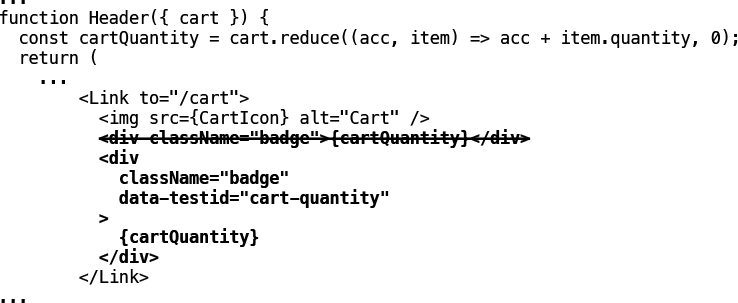 ...
function Header({ cart }) {
  const cartQuantity = cart.reduce((acc, item) => acc + item.quantity, 0);
  return (
    ...
        <Link to="/cart">
          <img src={CartIcon} alt="Cart" />
          <div className="badge">{cartQuantity}</div>
          <div
            className="badge"
            data-testid="cart-quantity"
          >
            {cartQuantity}
          </div>
        </Link>
...